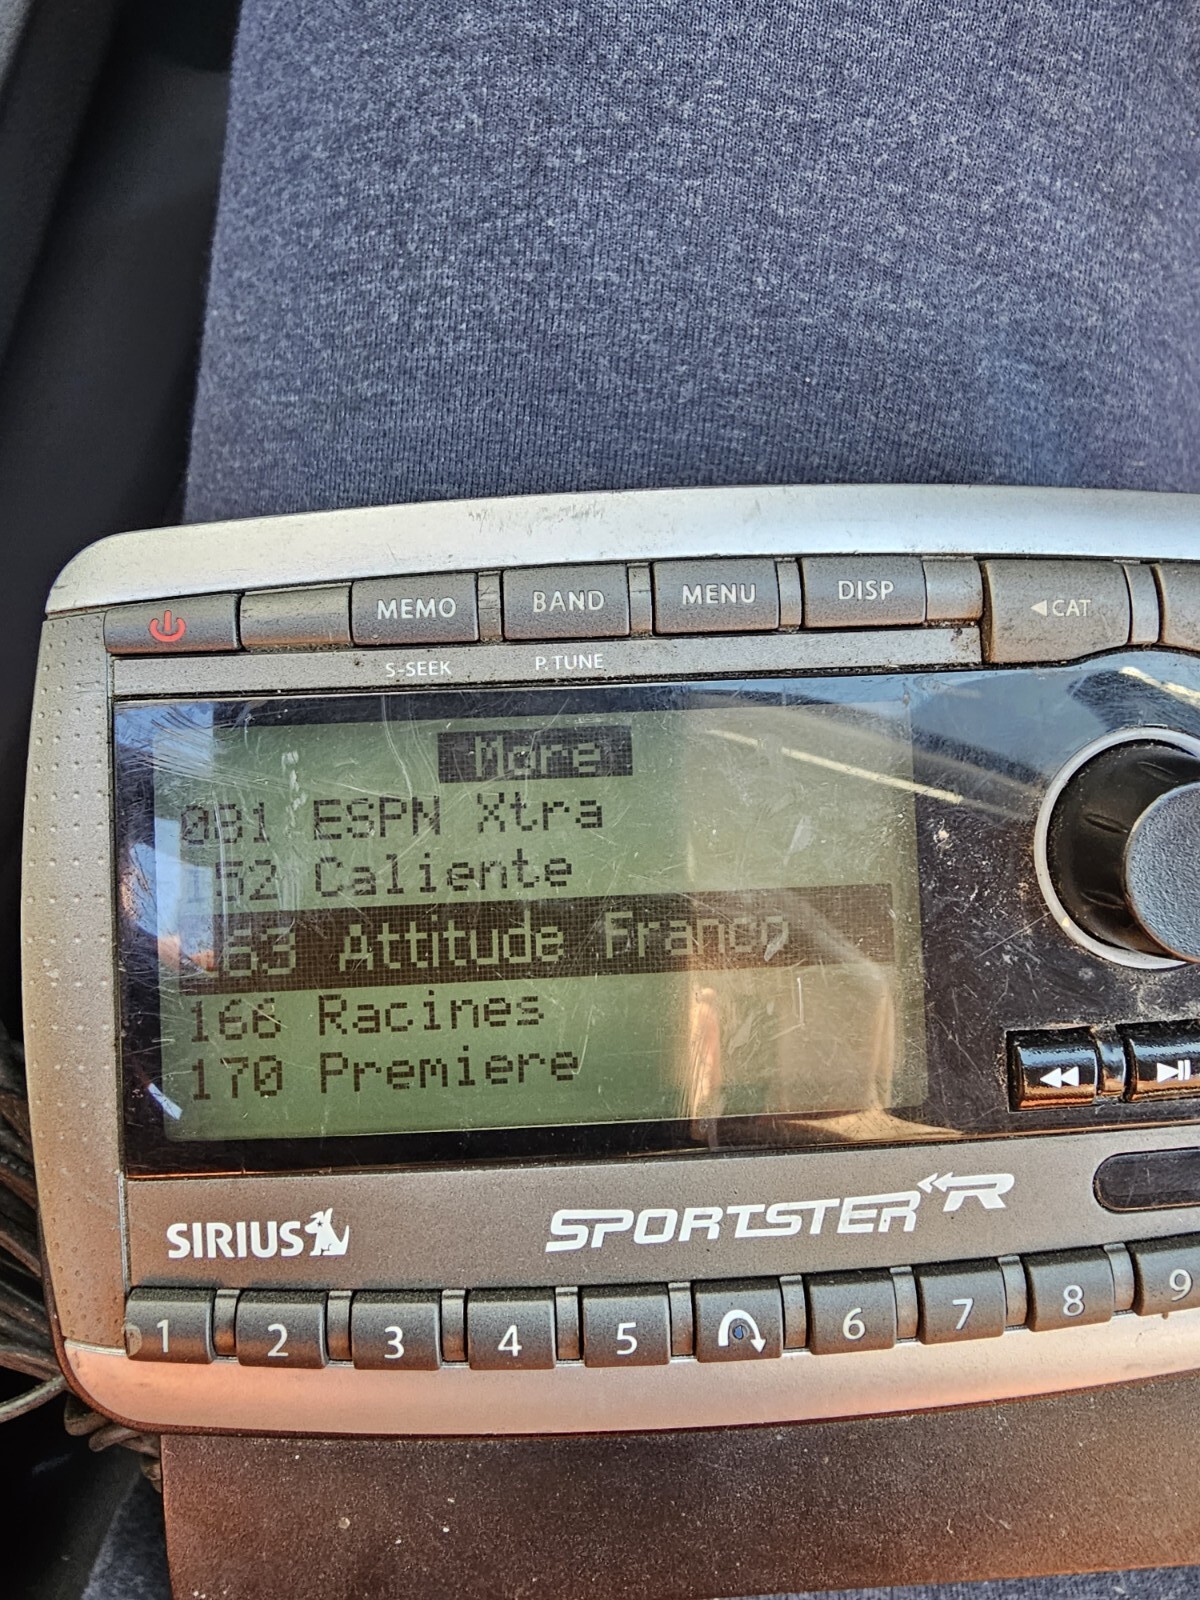 MEMO BAND MENU DISP ◄CAT
S-SEEK P.TUNE
More
081 ESPN Xtra
152 Caliente
163 Attitude Franco
166 Racines
170 Premiere
SIRIUS SPORTSTER R
1 2 3 4 5 6 7 8 9